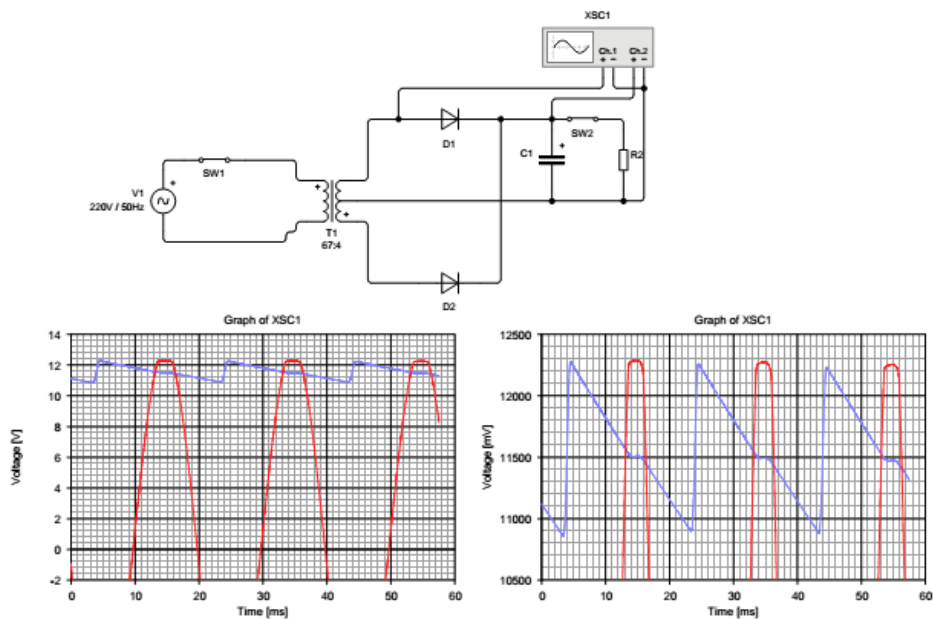 XSC1
Ch.1 Ch.2
+ − + −
D1
SW2
C1 +
R2
SW1
V1 +
220V / 50Hz
+
+
T1
67:4
D2
Graph of XSC1
Voltage [V]
14
12
10
8
6
4
2
0
-2
0 10 20 30 40 50 60
Time [ms]
Graph of XSC1
Voltage [mV]
12500
12000
11500
11000
10500
0 10 20 30 40 50 60
Time [ms]